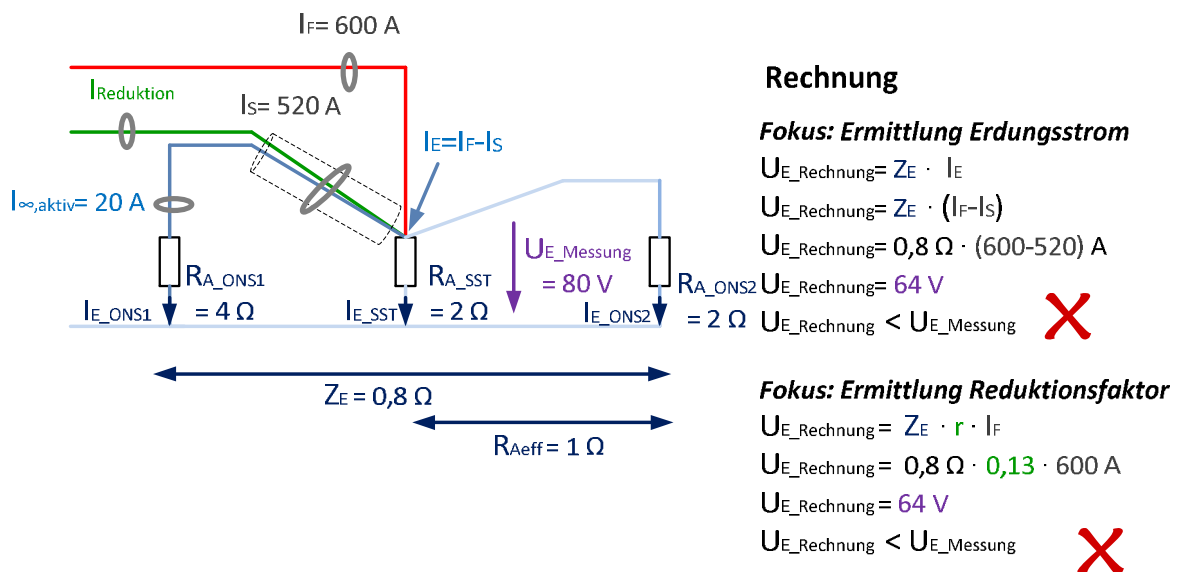 IF= 600 A
IReduktion
IS= 520 A
IE=IF-IS
I∞,aktiv= 20 A
RA_ONS1
= 4 Ω
IE_ONS1
RA_SST
= 2 Ω
IE_SST
UE_Messung
= 80 V
RA_ONS2
= 2 Ω
IE_ONS2
ZE = 0,8 Ω
RAeff = 1 Ω
Rechnung
Fokus: Ermittlung Erdungsstrom
UE_Rechnung= ZE · IE
UE_Rechnung= ZE · (IF-IS)
UE_Rechnung= 0,8 Ω · (600-520) A
UE_Rechnung= 64 V
UE_Rechnung < UE_Messung X
Fokus: Ermittlung Reduktionsfaktor
UE_Rechnung= ZE · r · IF
UE_Rechnung= 0,8 Ω · 0,13 · 600 A
UE_Rechnung= 64 V
UE_Rechnung < UE_Messung X